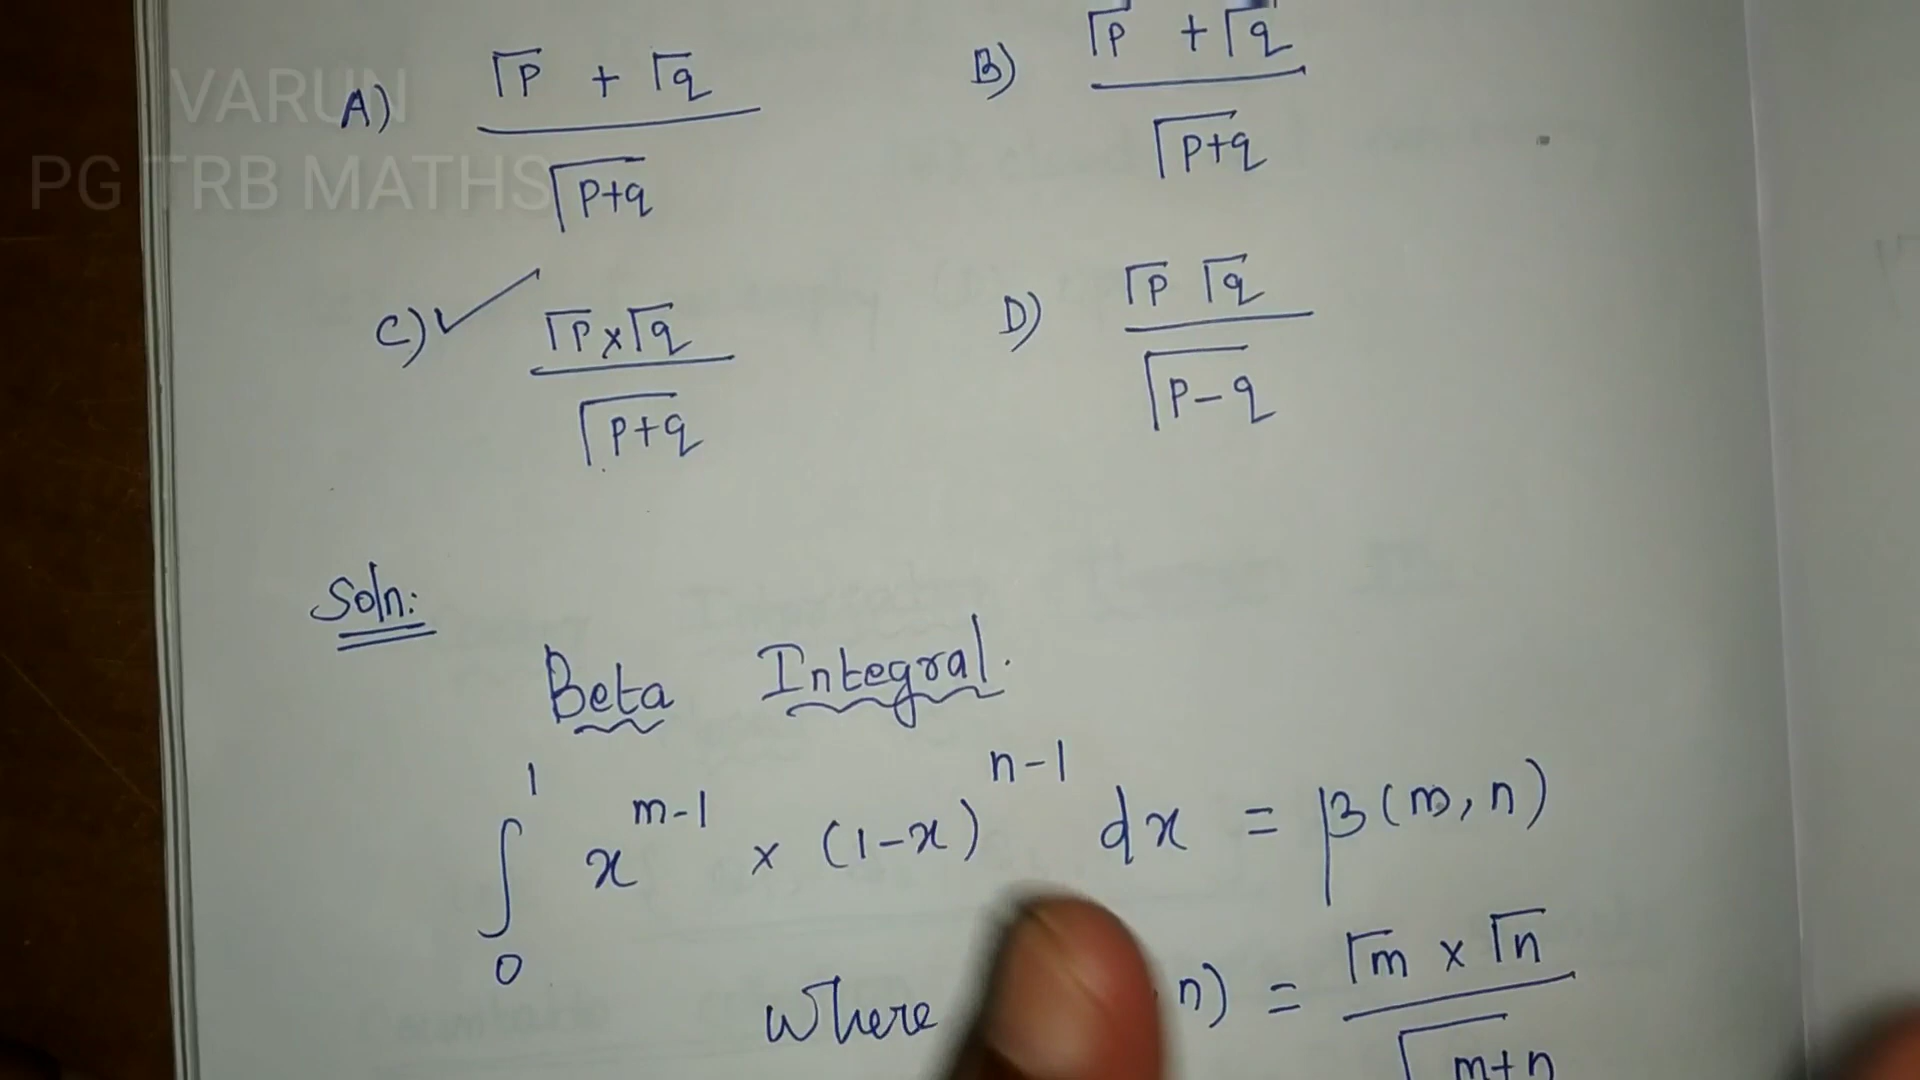 VARUN
PG TRB MATHS
A) Γp + Γq / Γp+q
B) Γp + Γq / Γp+q
C) ✓ Γp × Γq / Γp+q
D) Γp Γq / Γp-q
Soln:
Beta Integral.
∫₀¹ x^(m-1) × (1-x)^(n-1) dx = β(m, n)
Where n) = Γm × Γn / Γm+n